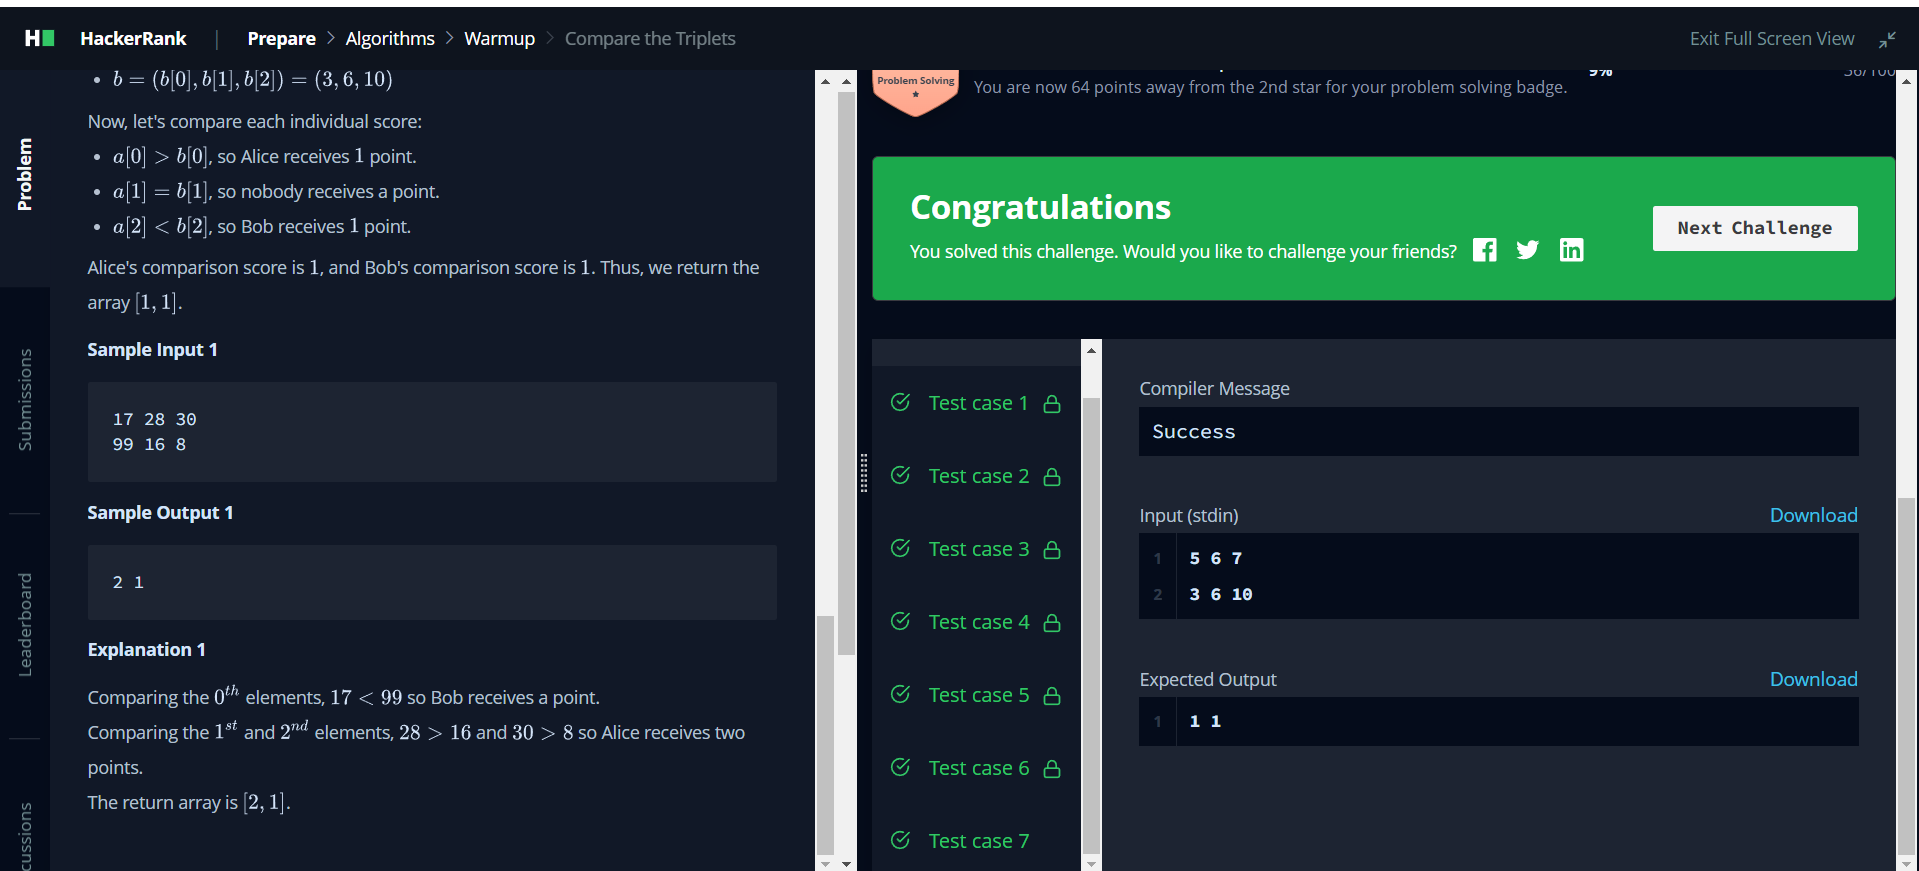 HackerRank | Prepare > Algorithms > Warmup > Compare the Triplets
Exit Full Screen View
Problem
Submissions
Leaderboard
b = (b[0], b[1], b[2]) = (3, 6, 10)
Now, let's compare each individual score:
a[0] > b[0], so Alice receives 1 point.
a[1] = b[1], so nobody receives a point.
a[2] < b[2], so Bob receives 1 point.
Alice's comparison score is 1, and Bob's comparison score is 1. Thus, we return the
array [1, 1].
Sample Input 1
17 28 30
99 16 8
Sample Output 1
2 1
Explanation 1
Comparing the 0th elements, 17 < 99 so Bob receives a point.
Comparing the 1st and 2nd elements, 28 > 16 and 30 > 8 so Alice receives two
points.
The return array is [2, 1].
Problem Solving
9%
You are now 64 points away from the 2nd star for your problem solving badge.
Congratulations
You solved this challenge. Would you like to challenge your friends?
Next Challenge
Test case 1
Test case 2
Test case 3
Test case 4
Test case 5
Test case 6
Test case 7
Compiler Message
Success
Input (stdin)
Download
1 5 6 7
2 3 6 10
Expected Output
Download
1 1 1